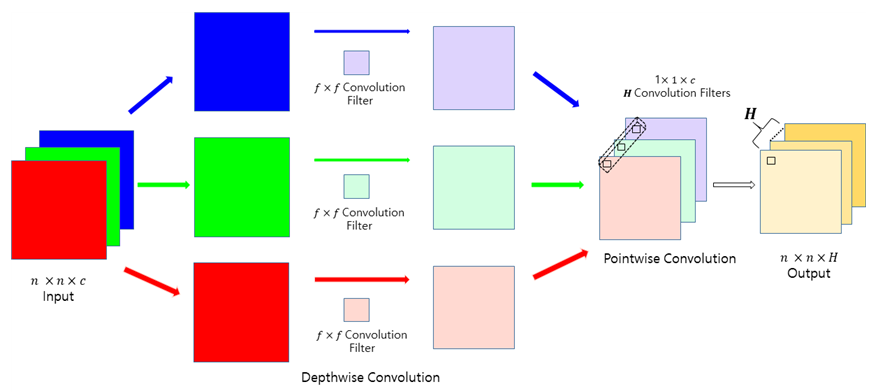 n × n × c
Input
f × f Convolution
Filter
f × f Convolution
Filter
f × f Convolution
Filter
Depthwise Convolution
1 × 1 × c
H Convolution Filters
Pointwise Convolution
H
n × n × H
Output